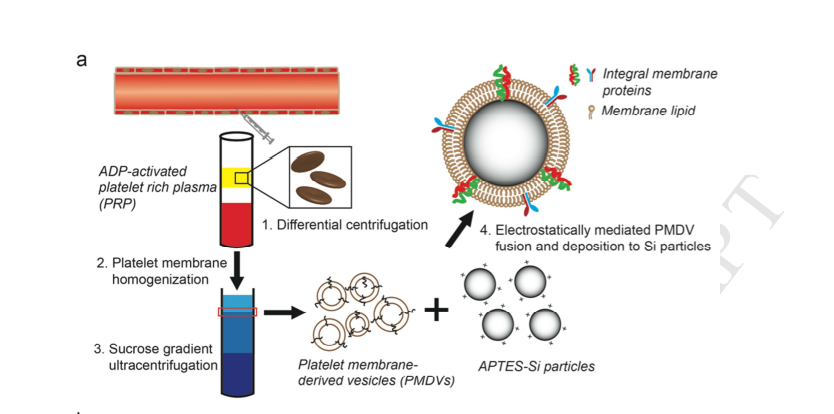 a
Integral membrane
proteins
Membrane lipid
ADP-activated
platelet rich plasma
(PRP)
1. Differential centrifugation
4. Electrostatically mediated PMDV
fusion and deposition to Si particles
2. Platelet membrane
homogenization
+
3. Sucrose gradient
ultracentrifugation
Platelet membrane-
derived vesicles (PMDVs)
APTES-Si particles